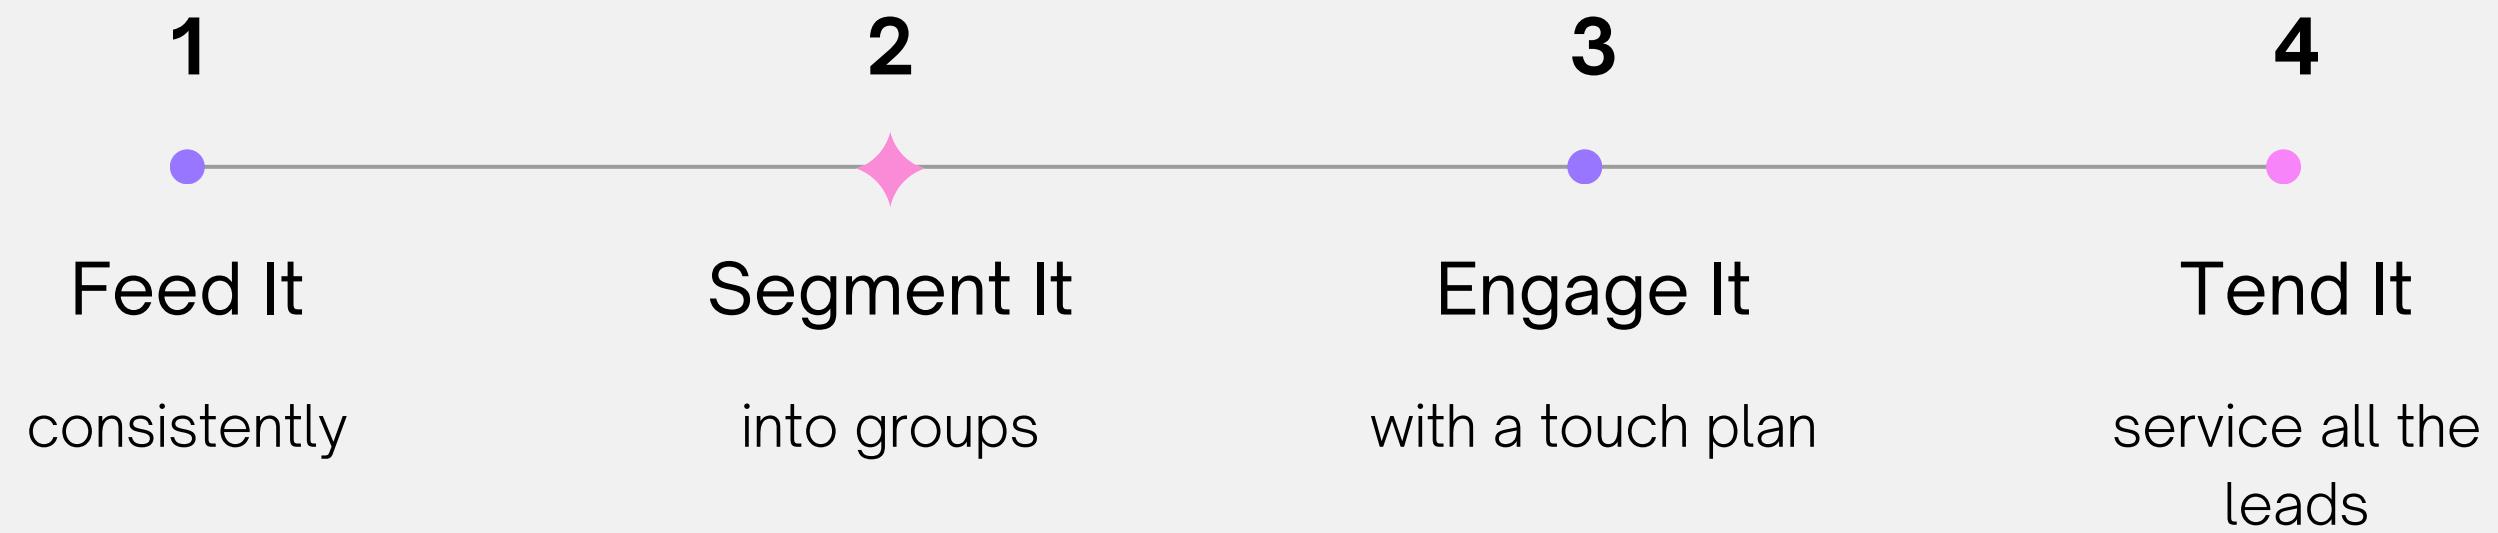 1
2
3
4
Feed It
Segment It
Engage It
Tend It
consistently
into groups
with a touch plan
service all the
leads